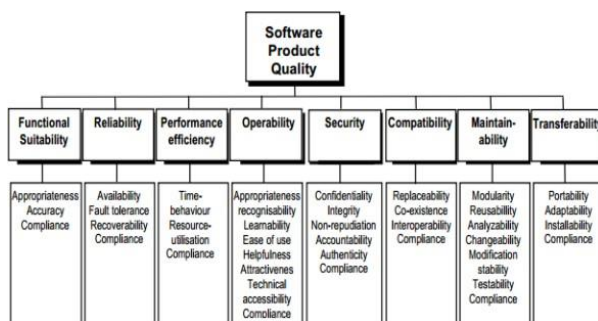 Software
Product
Quality
Functional
Suitability
Reliability
Performance
efficiency
Operability
Security
Compatibility
Maintain-
ability
Transferability
Appropriateness
Accuracy
Compliance
Availability
Fault tolerance
Recoverability
Compliance
Time-
behaviour
Resource-
utilisation
Compliance
Appropriateness
recognisability
Learnability
Ease of use
Helpfulness
Attractivenes
Technical
accessibility
Compliance
Confidentiality
Integrity
Non-repudiation
Accountability
Authenticity
Compliance
Replaceability
Co-existence
Interoperability
Compliance
Modularity
Reusabillity
Analyzability
Changeability
Modification
stability
Testability
Compliance
Portability
Adaptability
Installability
Compliance